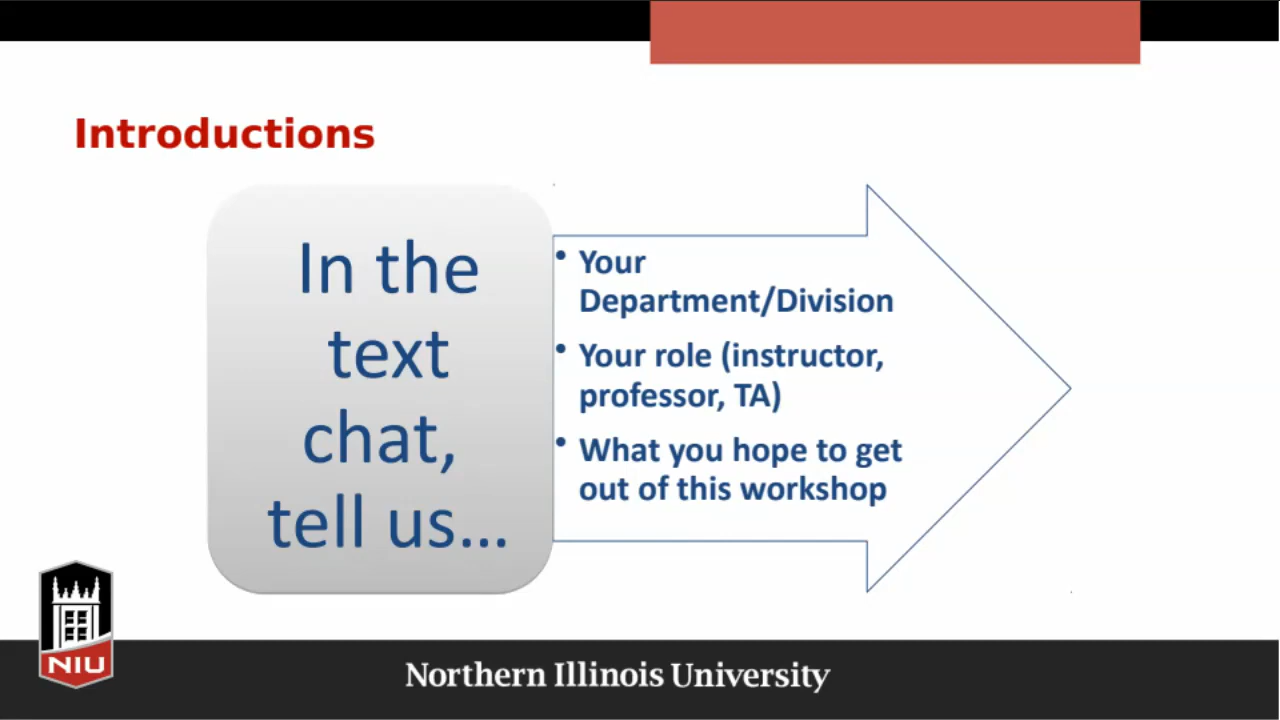 Introductions
In the
text
chat,
tell us...
• Your
Department/Division
• Your role (instructor,
professor, TA)
• What you hope to get
out of this workshop
NIU
Northern Illinois University